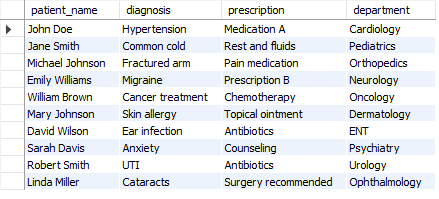 patient_name diagnosis prescription department
John Doe Hypertension Medication A Cardiology
Jane Smith Common cold Rest and fluids Pediatrics
Michael Johnson Fractured arm Pain medication Orthopedics
Emily Williams Migraine Prescription B Neurology
William Brown Cancer treatment Chemotherapy Oncology
Mary Johnson Skin allergy Topical ointment Dermatology
David Wilson Ear infection Antibiotics ENT
Sarah Davis Anxiety Counseling Psychiatry
Robert Smith UTI Antibiotics Urology
Linda Miller Cataracts Surgery recommended Ophthalmology